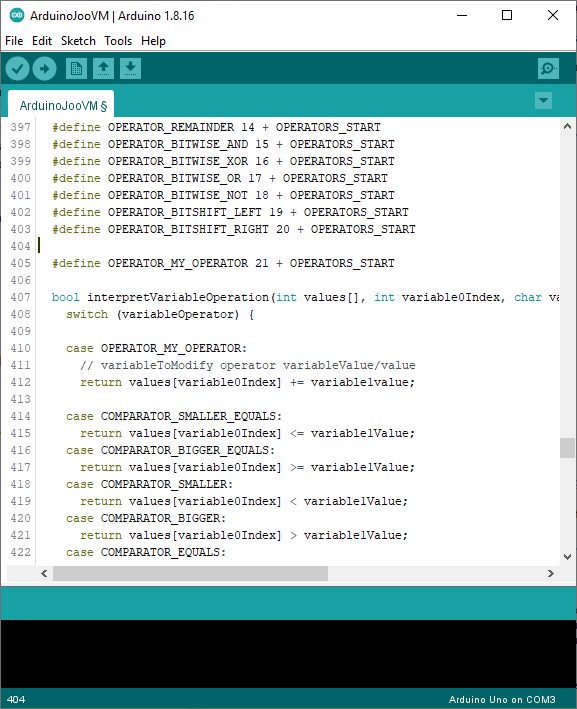 ArduinoJooVM | Arduino 1.8.16
File Edit Sketch Tools Help
ArduinoJooVM §
397 #define OPERATOR_REMAINDER 14 + OPERATORS_START
398 #define OPERATOR_BITWISE_AND 15 + OPERATORS_START
399 #define OPERATOR_BITWISE_XOR 16 + OPERATORS_START
400 #define OPERATOR_BITWISE_OR 17 + OPERATORS_START
401 #define OPERATOR_BITWISE_NOT 18 + OPERATORS_START
402 #define OPERATOR_BITSHIFT_LEFT 19 + OPERATORS_START
403 #define OPERATOR_BITSHIFT_RIGHT 20 + OPERATORS_START
404
405 #define OPERATOR_MY_OPERATOR 21 + OPERATORS_START
406
407 bool interpretVariableOperation(int values[], int variable0Index, char va
408 switch (variableOperator) {
409
410 case OPERATOR_MY_OPERATOR:
411 // variableToModify operator variableValue/value
412 return values[variable0Index] += variable1value;
413
414 case COMPARATOR_SMALLER_EQUALS:
415 return values[variable0Index] <= variable1Value;
416 case COMPARATOR_BIGGER_EQUALS:
417 return values[variable0Index] >= variable1Value;
418 case COMPARATOR_SMALLER:
419 return values[variable0Index] < variable1Value;
420 case COMPARATOR_BIGGER:
421 return values[variable0Index] > variable1Value;
422 case COMPARATOR_EQUALS:
404 Arduino Uno on COM3